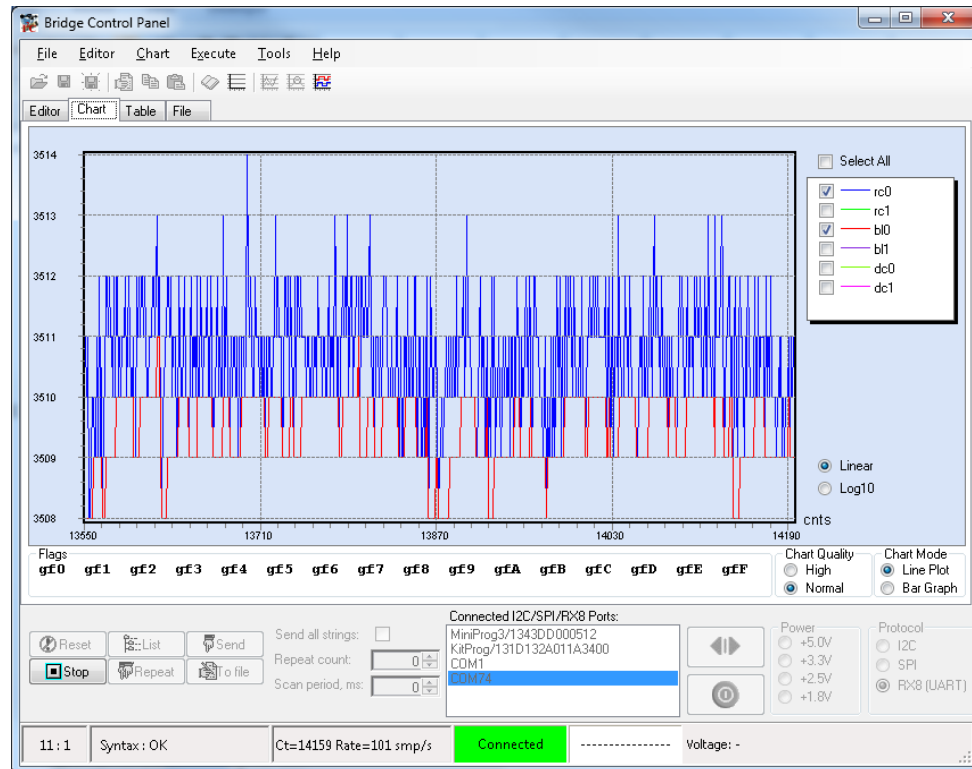 Bridge Control Panel
File Editor Chart Execute Tools Help
Editor Chart Table File
3514
3513
3512
3511
3510
3509
3508
13550 13710 13870 14030 14190
cnts
Select All
rc0
rc1
bl0
bl1
dc0
dc1
Linear
Log10
Flags
gf0 gf1 gf2 gf3 gf4 gf5 gf6 gf7 gf8 gf9 gfA gfB gfC gfD gfE gfF
Chart Quality
High
Normal
Chart Mode
Line Plot
Bar Graph
Reset List Send
Stop Repeat To file
Send all strings:
Repeat count: 0
Scan period, ms: 0
Connected I2C/SPI/RX8 Ports:
MiniProg3/1343DD000512
KitProg/131D132A011A3400
COM1
COM74
Power
+5.0V
+3.3V
+2.5V
+1.8V
Protocol
I2C
SPI
RX8 (UART)
11:1 Syntax : OK Ct=14159 Rate=101 smp/s Connected --------------- Voltage: -